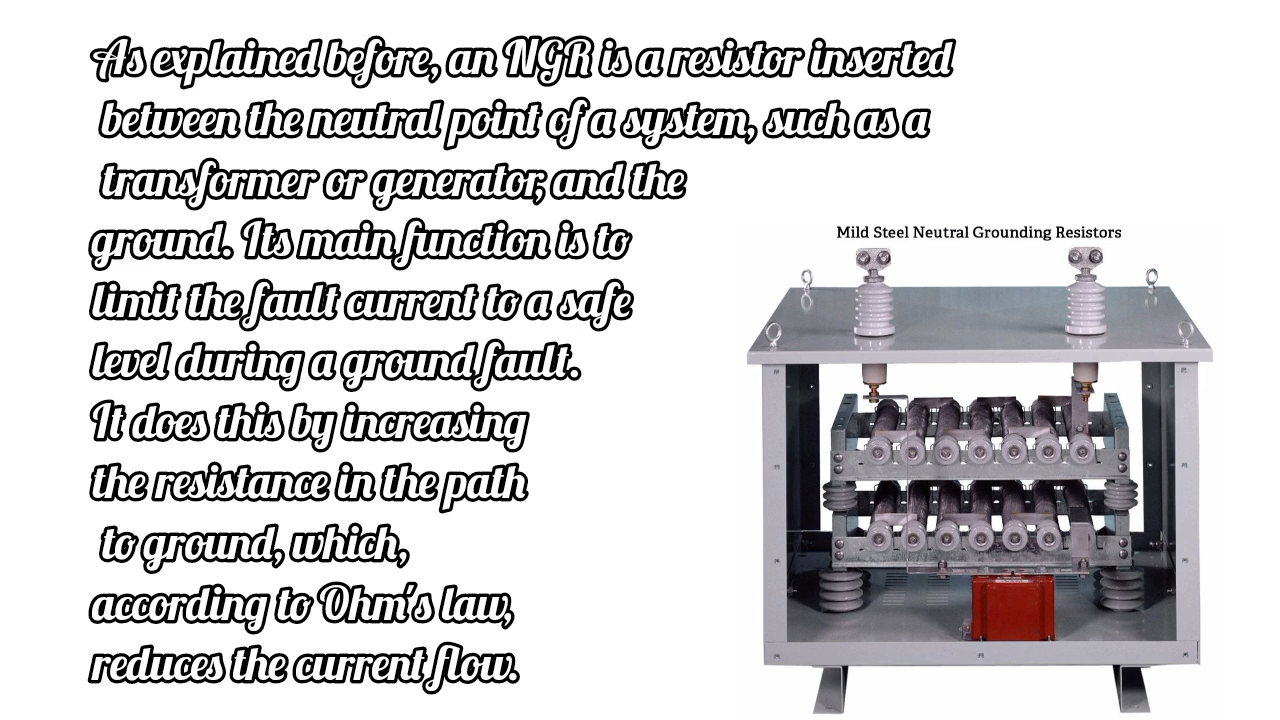 As explained before, an NGR is a resistor inserted
between the neutral point of a system, such as a
transformer or generator, and the
ground. Its main function is to
limit the fault current to a safe
level during a ground fault.
It does this by increasing
the resistance in the path
to ground, which,
according to Ohm's law,
reduces the current flow.
Mild Steel Neutral Grounding Resistors